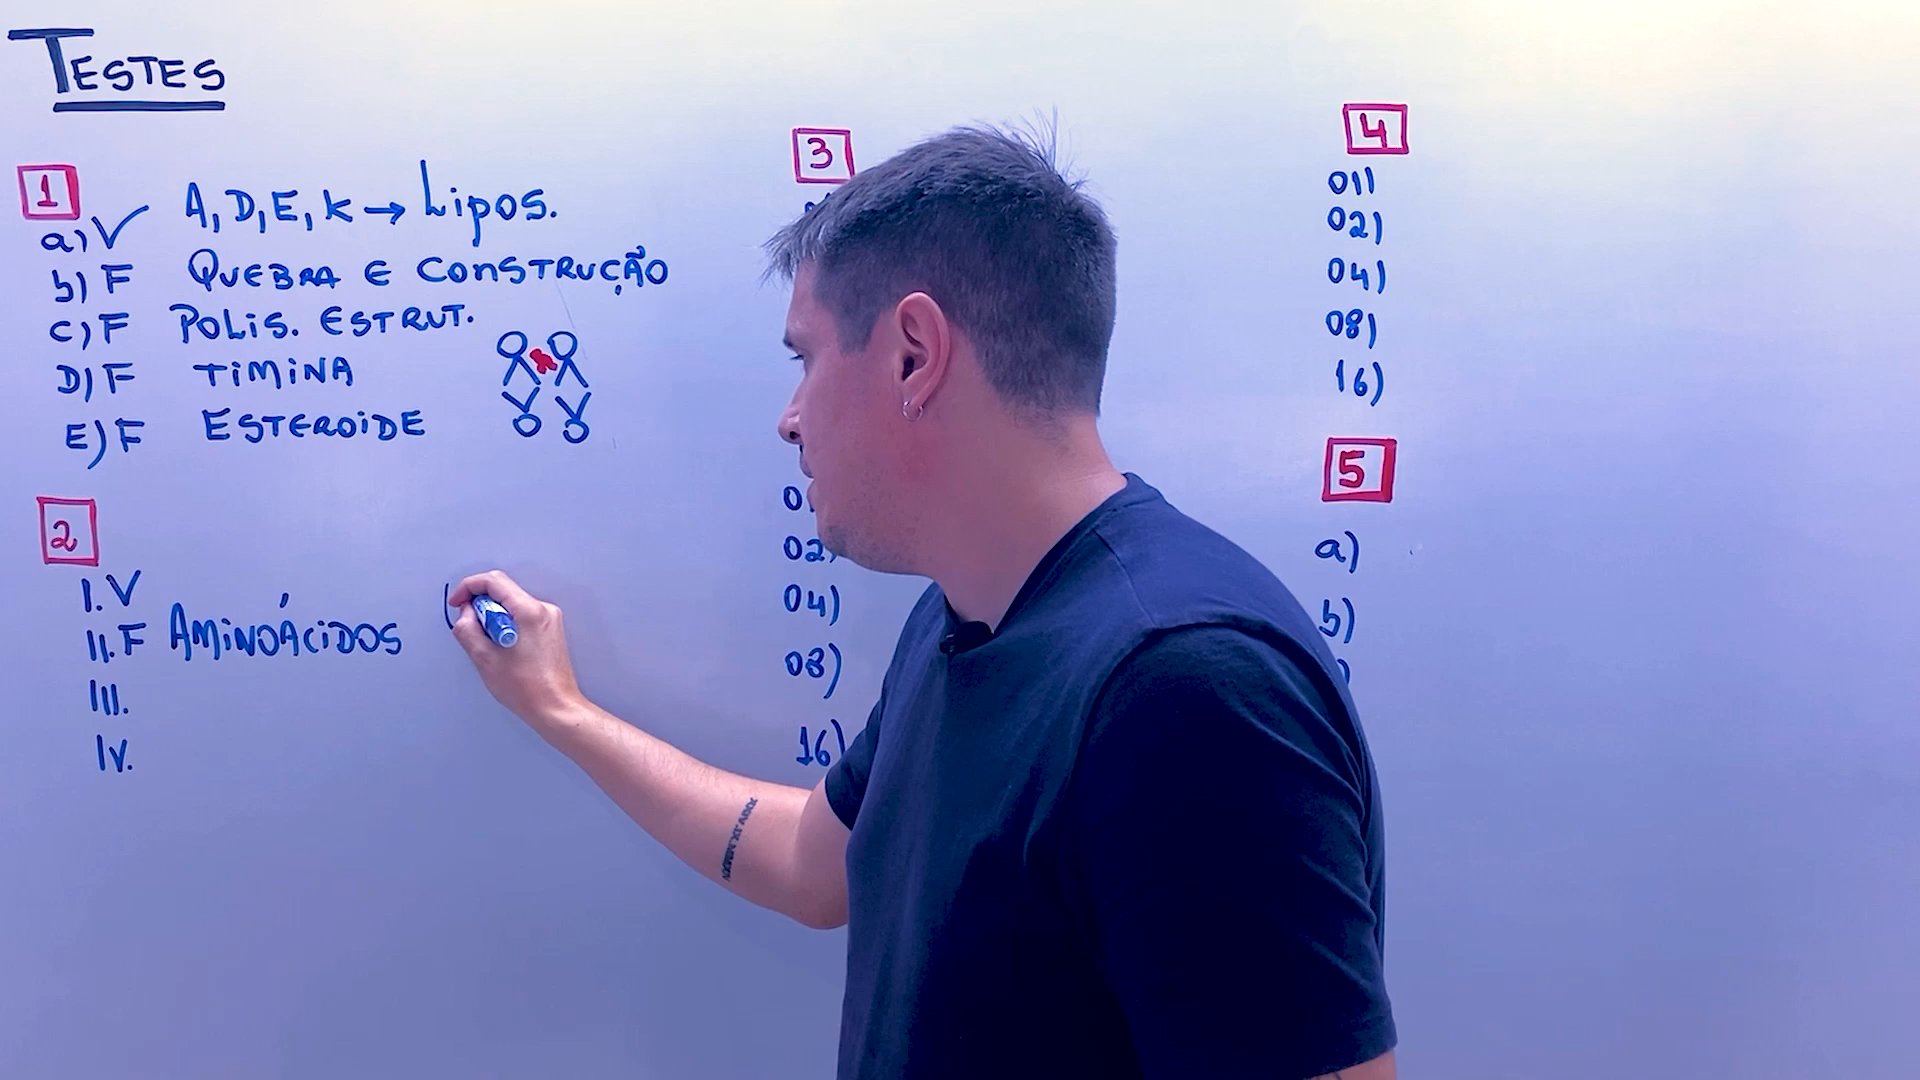 TESTES
1
a) V A, D, E, K → Lipos.
b) F QUEBRA E CONSTRUÇÃO
C) F POLIS. ESTRUT.
D) F TIMINA
E) F ESTEROIDE
2
I. V
II. F AMINOÁCIDOS
III.
IV.
3
02)
04)
08)
16)
4
01)
02)
04)
08)
16)
5
a)
b)